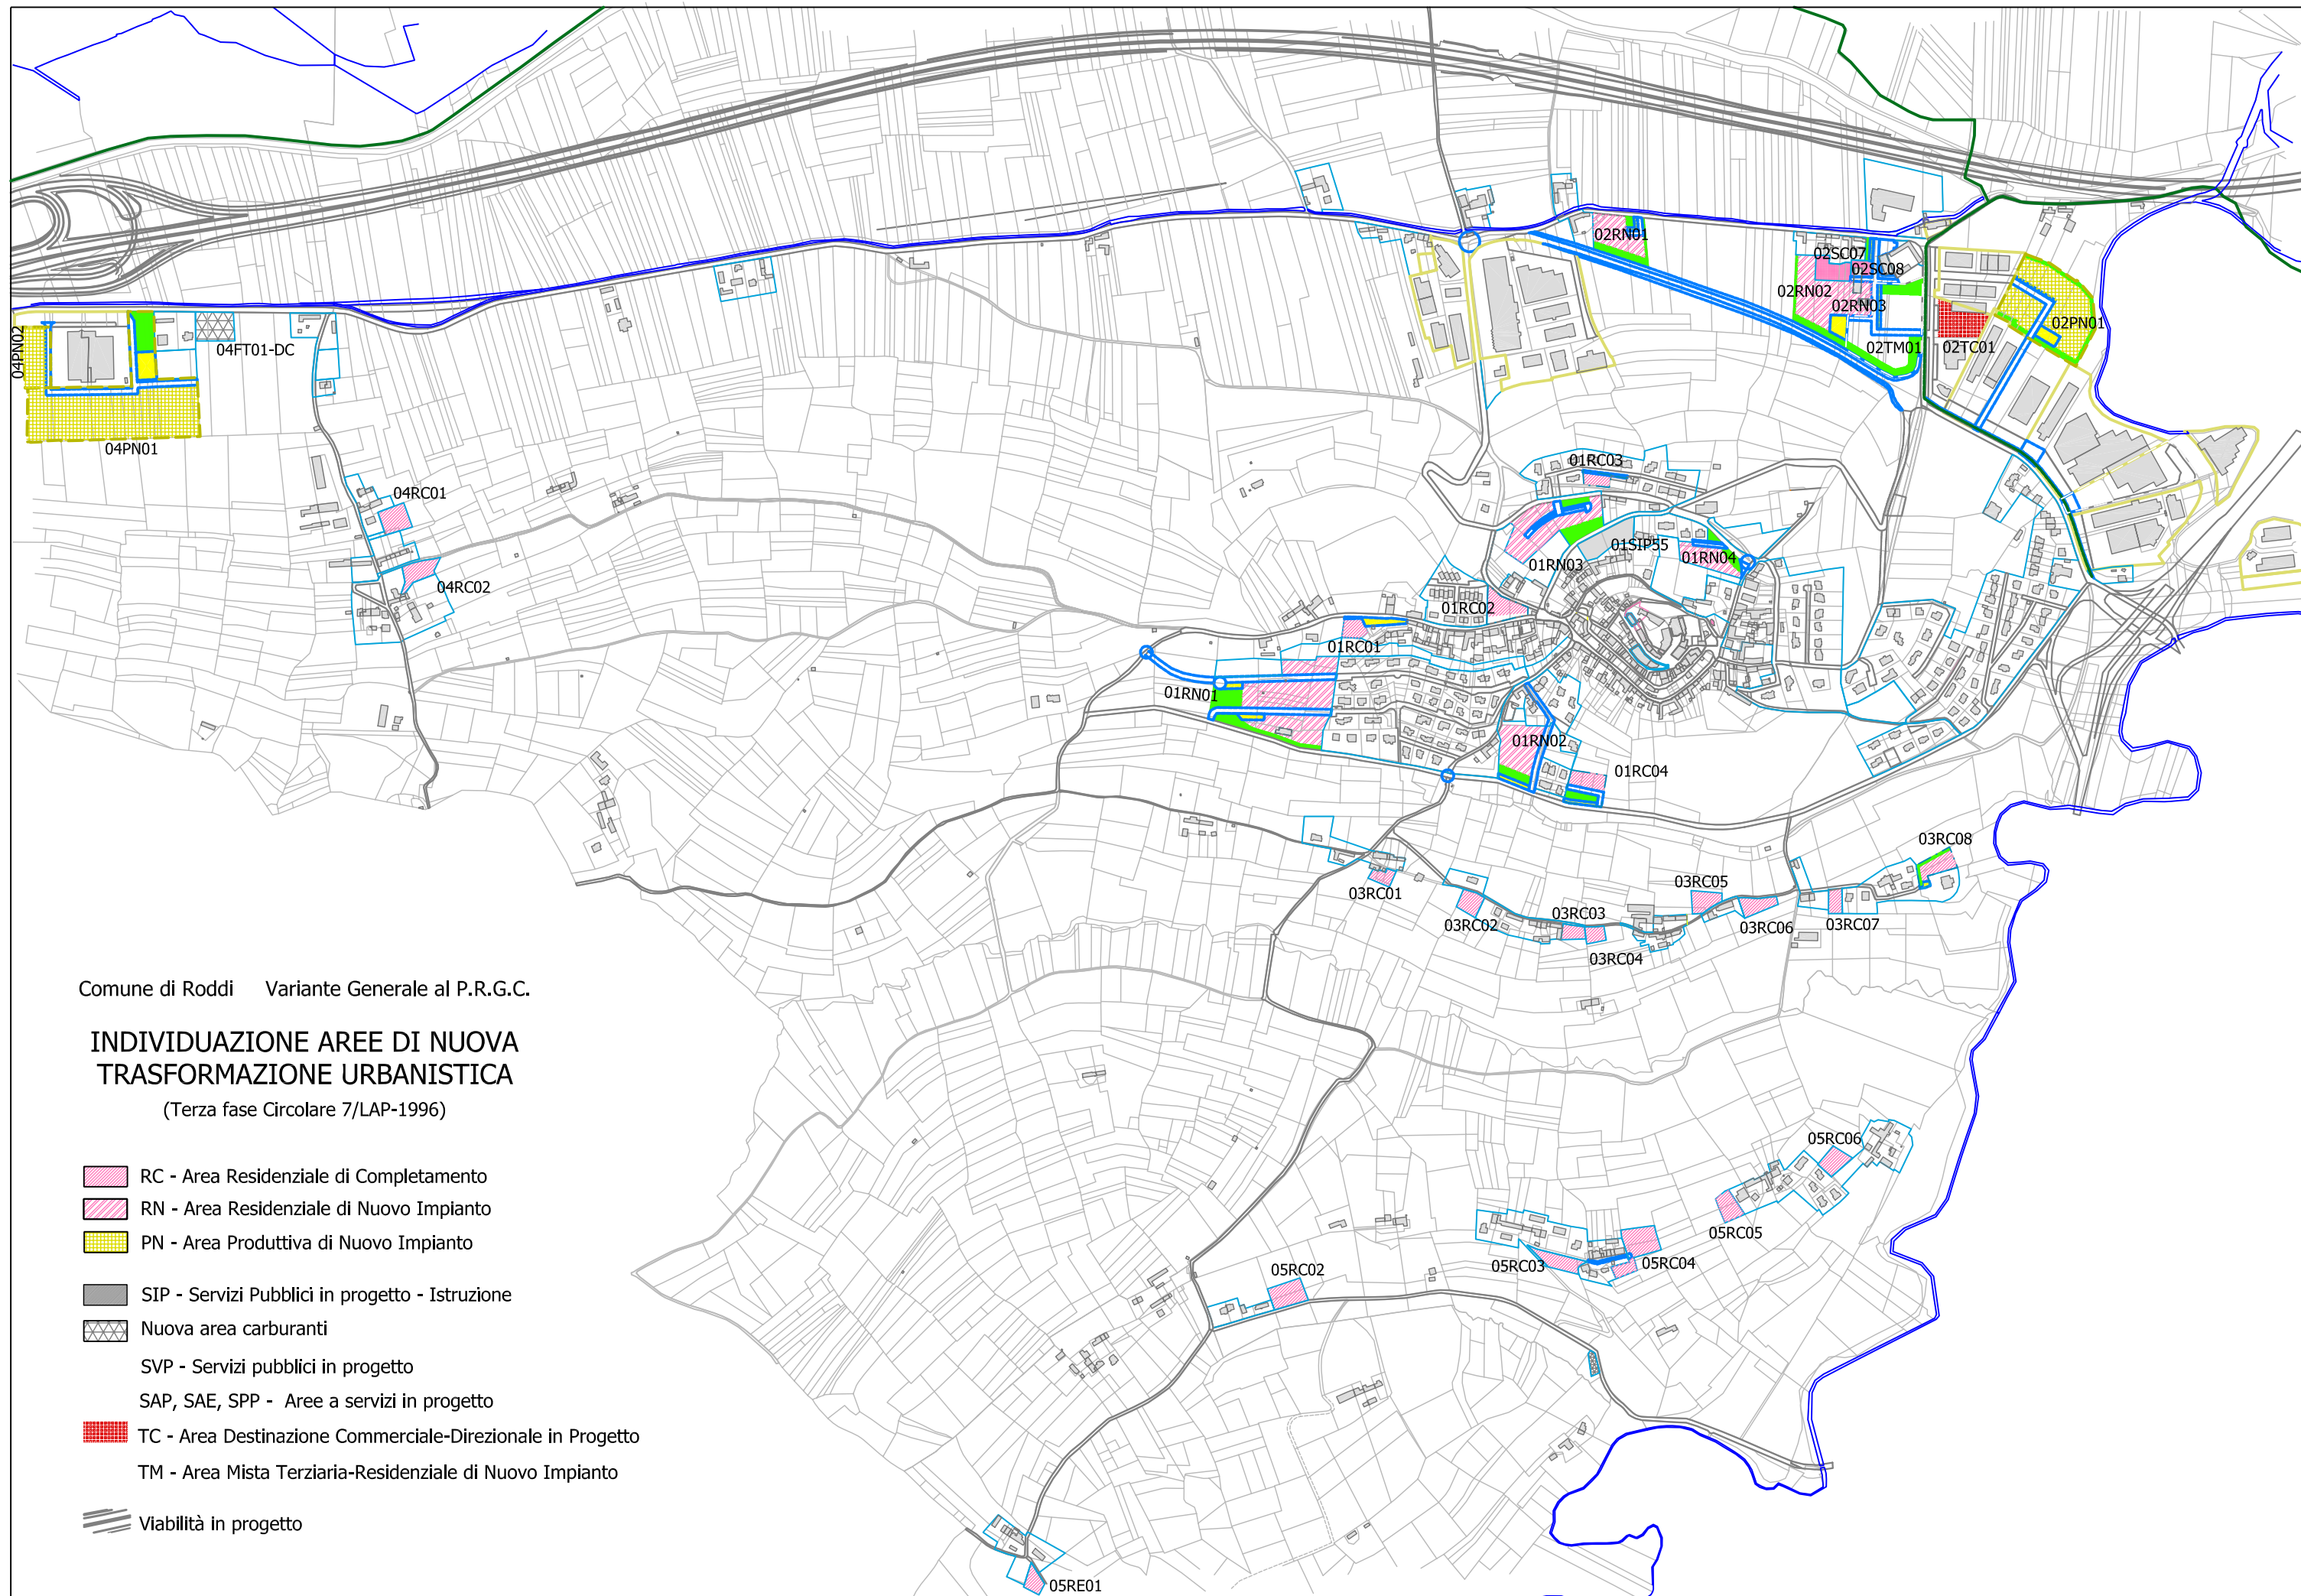 02RN01
02SC07
02SC08
02RN02
02RN03
02PN01
02TM01
02TC01
04PN02
04FT01-DC
04PN01
01RC03
04RC01
01SIP55
01RN04
01RN03
04RC02
01RC02
01RC01
01RN01
01RN02
01RC04
03RC08
03RC01
03RC05
03RC02
03RC03
03RC06
03RC07
03RC04
Comune di Roddi Variante Generale al P.R.G.C.
INDIVIDUAZIONE AREE DI NUOVA
TRASFORMAZIONE URBANISTICA
(Terza fase Circolare 7/LAP-1996)
RC - Area Residenziale di Completamento
RN - Area Residenziale di Nuovo Impianto
PN - Area Produttiva di Nuovo Impianto
SIP - Servizi Pubblici in progetto - Istruzione
Nuova area carburanti
SVP - Servizi pubblici in progetto
SAP, SAE, SPP - Aree a servizi in progetto
TC - Area Destinazione Commerciale-Direzionale in Progetto
TM - Area Mista Terziaria-Residenziale di Nuovo Impianto
Viabilità in progetto
05RC06
05RC05
05RC03
05RC04
05RC02
05RE01